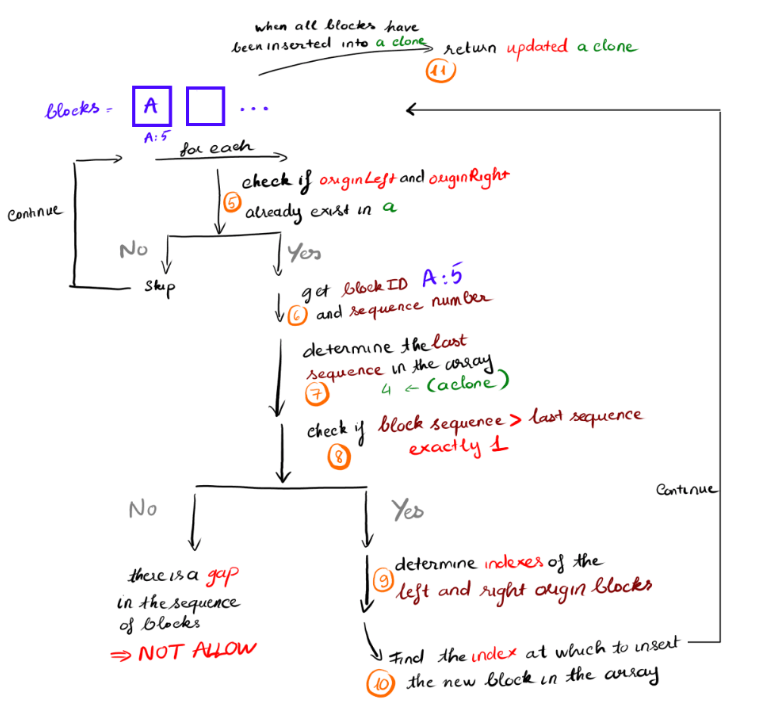 when all blocks have
been inserted into a clone
return updated a clone
11
blocks =
A
...
A:5
for each
check if originLeft and originRight
5
already exist in a
Continue
No
Yes
Skip
get blockID A:5
6
and sequence number
determine the last
sequence in the array
7
4 ← (aclone)
check if block sequence > last sequence
exactly 1
8
No
Yes
Continue
there is a gap
in the sequence
of blocks
⇒ NOT ALLOW
determine indexes of the
9
left and right origin blocks
Find the index at which to insert
10
the new block in the array